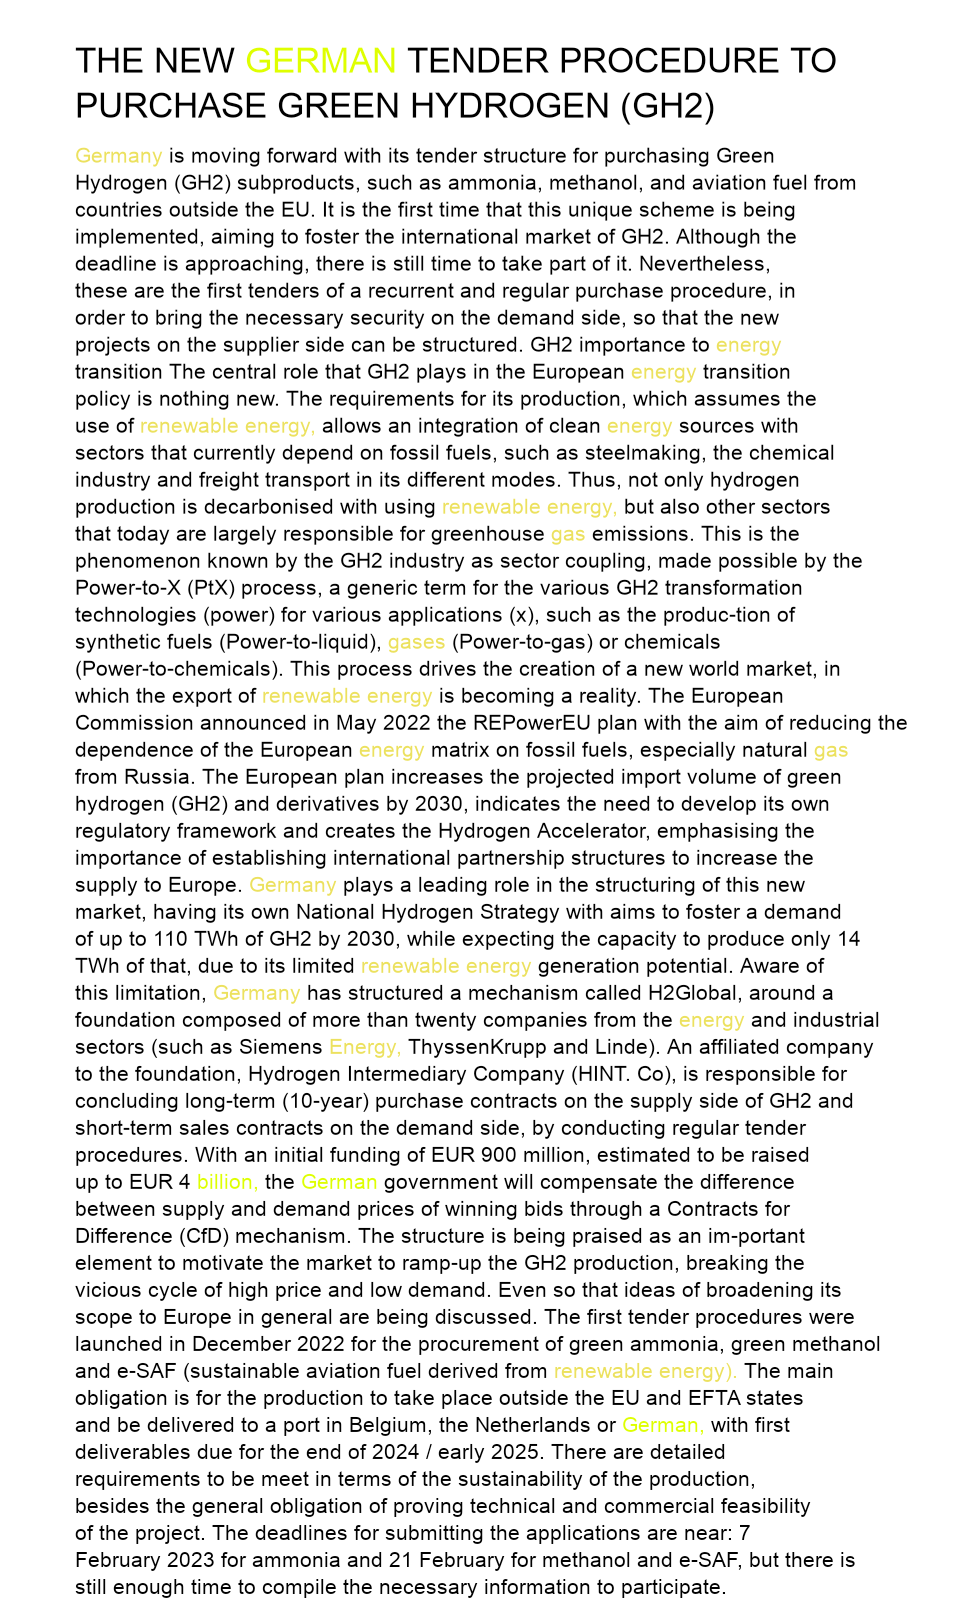 THE NEW GERMAN TENDER PROCEDURE TO
PURCHASE GREEN HYDROGEN (GH2)
Germany is moving forward with its tender structure for purchasing Green
Hydrogen (GH2) subproducts, such as ammonia, methanol, and aviation fuel from
countries outside the EU. It is the first time that this unique scheme is being
implemented, aiming to foster the international market of GH2. Although the
deadline is approaching, there is still time to take part of it. Nevertheless,
these are the first tenders of a recurrent and regular purchase procedure, in
order to bring the necessary security on the demand side, so that the new
projects on the supplier side can be structured. GH2 importance to energy
transition The central role that GH2 plays in the European energy transition
policy is nothing new. The requirements for its production, which assumes the
use of renewable energy, allows an integration of clean energy sources with
sectors that currently depend on fossil fuels, such as steelmaking, the chemical
industry and freight transport in its different modes. Thus, not only hydrogen
production is decarbonised with using renewable energy, but also other sectors
that today are largely responsible for greenhouse gas emissions. This is the
phenomenon known by the GH2 industry as sector coupling, made possible by the
Power-to-X (PtX) process, a generic term for the various GH2 transformation
technologies (power) for various applications (x), such as the produc-tion of
synthetic fuels (Power-to-liquid), gases (Power-to-gas) or chemicals
(Power-to-chemicals). This process drives the creation of a new world market, in
which the export of renewable energy is becoming a reality. The European
Commission announced in May 2022 the REPowerEU plan with the aim of reducing the
dependence of the European energy matrix on fossil fuels, especially natural gas
from Russia. The European plan increases the projected import volume of green
hydrogen (GH2) and derivatives by 2030, indicates the need to develop its own
regulatory framework and creates the Hydrogen Accelerator, emphasising the
importance of establishing international partnership structures to increase the
supply to Europe. Germany plays a leading role in the structuring of this new
market, having its own National Hydrogen Strategy with aims to foster a demand
of up to 110 TWh of GH2 by 2030, while expecting the capacity to produce only 14
TWh of that, due to its limited renewable energy generation potential. Aware of
this limitation, Germany has structured a mechanism called H2Global, around a
foundation composed of more than twenty companies from the energy and industrial
sectors (such as Siemens Energy, ThyssenKrupp and Linde). An affiliated company
to the foundation, Hydrogen Intermediary Company (HINT. Co), is responsible for
concluding long-term (10-year) purchase contracts on the supply side of GH2 and
short-term sales contracts on the demand side, by conducting regular tender
procedures. With an initial funding of EUR 900 million, estimated to be raised
up to EUR 4 billion, the German government will compensate the difference
between supply and demand prices of winning bids through a Contracts for
Difference (CfD) mechanism. The structure is being praised as an im-portant
element to motivate the market to ramp-up the GH2 production, breaking the
vicious cycle of high price and low demand. Even so that ideas of broadening its
scope to Europe in general are being discussed. The first tender procedures were
launched in December 2022 for the procurement of green ammonia, green methanol
and e-SAF (sustainable aviation fuel derived from renewable energy). The main
obligation is for the production to take place outside the EU and EFTA states
and be delivered to a port in Belgium, the Netherlands or German, with first
deliverables due for the end of 2024 / early 2025. There are detailed
requirements to be meet in terms of the sustainability of the production,
besides the general obligation of proving technical and commercial feasibility
of the project. The deadlines for submitting the applications are near: 7
February 2023 for ammonia and 21 February for methanol and e-SAF, but there is
still enough time to compile the necessary information to participate.